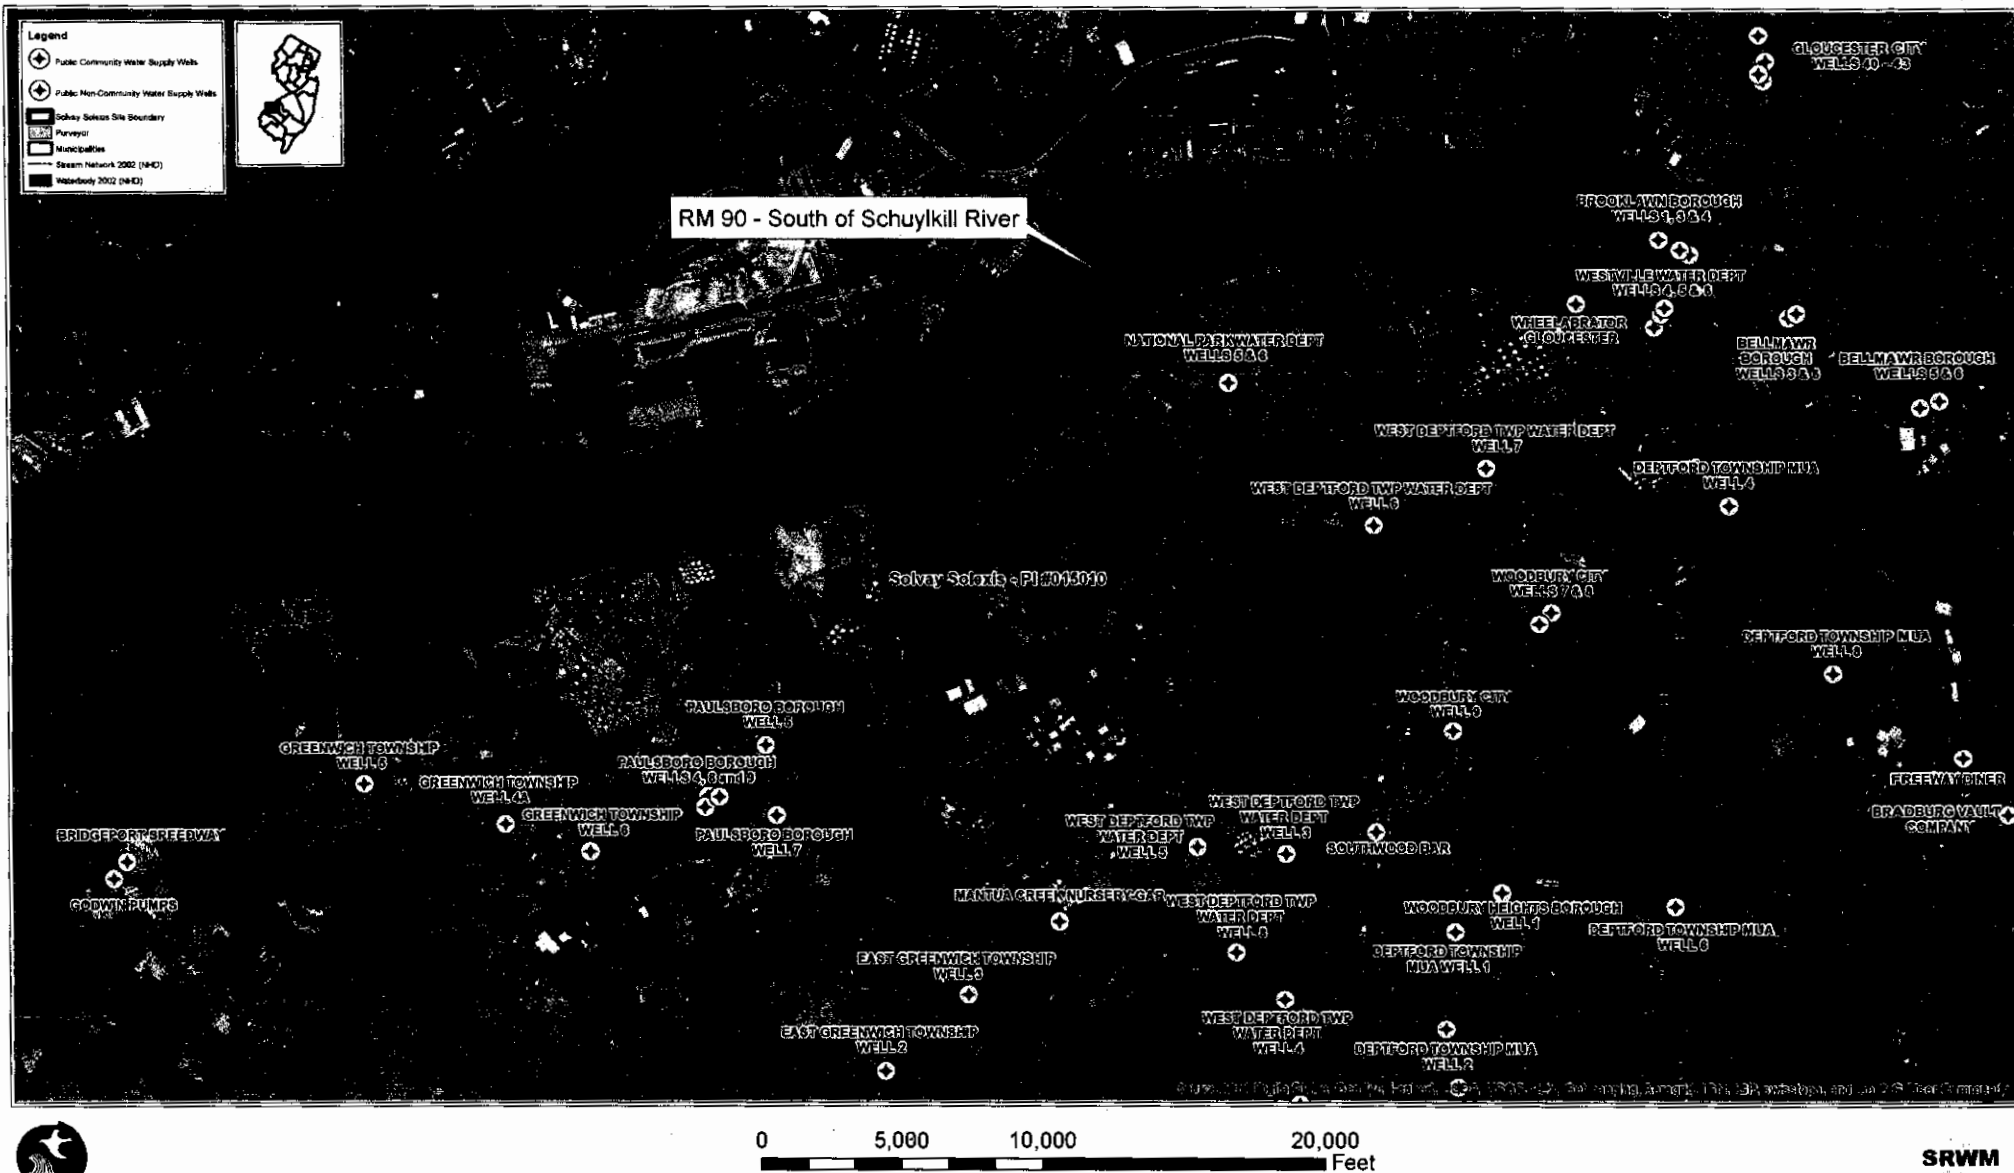 Legend
Public Community Water Supply Wells
Public Non-Community Water Supply Wells
Solvay Solexis Site Boundary
Purveyor
Municipalities
Stream Network 2002 (NHD)
Waterbody 2002 (NHD)
GLOUCESTER CITY
WELLS 40 - 43
RM 90 - South of Schuylkill River
BROOKLAWN BOROUGH
WELLS 1, 3 & 4
WESTVILLE WATER DEPT
WELLS 4, 5 & 6
WHEELABRATOR
GLOUCESTER
NATIONAL PARK WATER DEPT
WELLS 5 & 6
BELLMAWR
BOROUGH
WELLS 3 &
BELLMAWR BOROUGH
WELLS 5 & 6
WEST DEPTFORD TWP WATER DEPT
WELL 7
DEPTFORD TOWNSHIP MUA
WELL 4
WEST DEPTFORD TWP WATER DEPT
WELL 6
Solvay Solexis - PI #015010
WOODBURY CITY
WELLS 7 & 8
DEPTFORD TOWNSHIP MUA
WELL 8
WOODBURY CITY
WELL 9
PAULSBORO BOROUGH
WELL 5
GREENWICH TOWNSHIP
WELL 5
PAULSBORO BOROUGH
WELLS 4, 8 and 9
GREENWICH TOWNSHIP
WELL 4A
GREENWICH TOWNSHIP
WELL 6
PAULSBORO BOROUGH
WELL 7
FREEWAY DINER
BRADBURG VAULT
COMPANY
BRIDGEPORT SPEEDWAY
GODWIN PUMPS
WEST DEPTFORD TWP
WATER DEPT
WELL 5
WEST DEPTFORD TWP
WATER DEPT
WELL 3
SOUTHWOOD BAR
MANTUA CREEK NURSERY-GAR
WEST DEPTFORD TWP
WATER DEPT
WELL 8
WOODBURY HEIGHTS BOROUGH
WELL 1
DEPTFORD TOWNSHIP MUA
WELL 6
DEPTFORD TOWNSHIP
MUA WELL 1
EAST GREENWICH TOWNSHIP
WELL 3
EAST GREENWICH TOWNSHIP
WELL 2
WEST DEPTFORD TWP
WATER DEPT
WELL 4
DEPTFORD TOWNSHIP MUA
WELL 2
0 5,000 10,000 20,000
Feet
SRWM